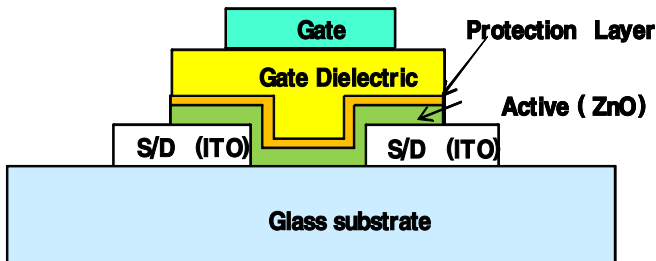 Gate
Protection Layer
Gate Dielectric
Active ( ZnO)
S/D (ITO)
S/D (ITO)
Glass substrate